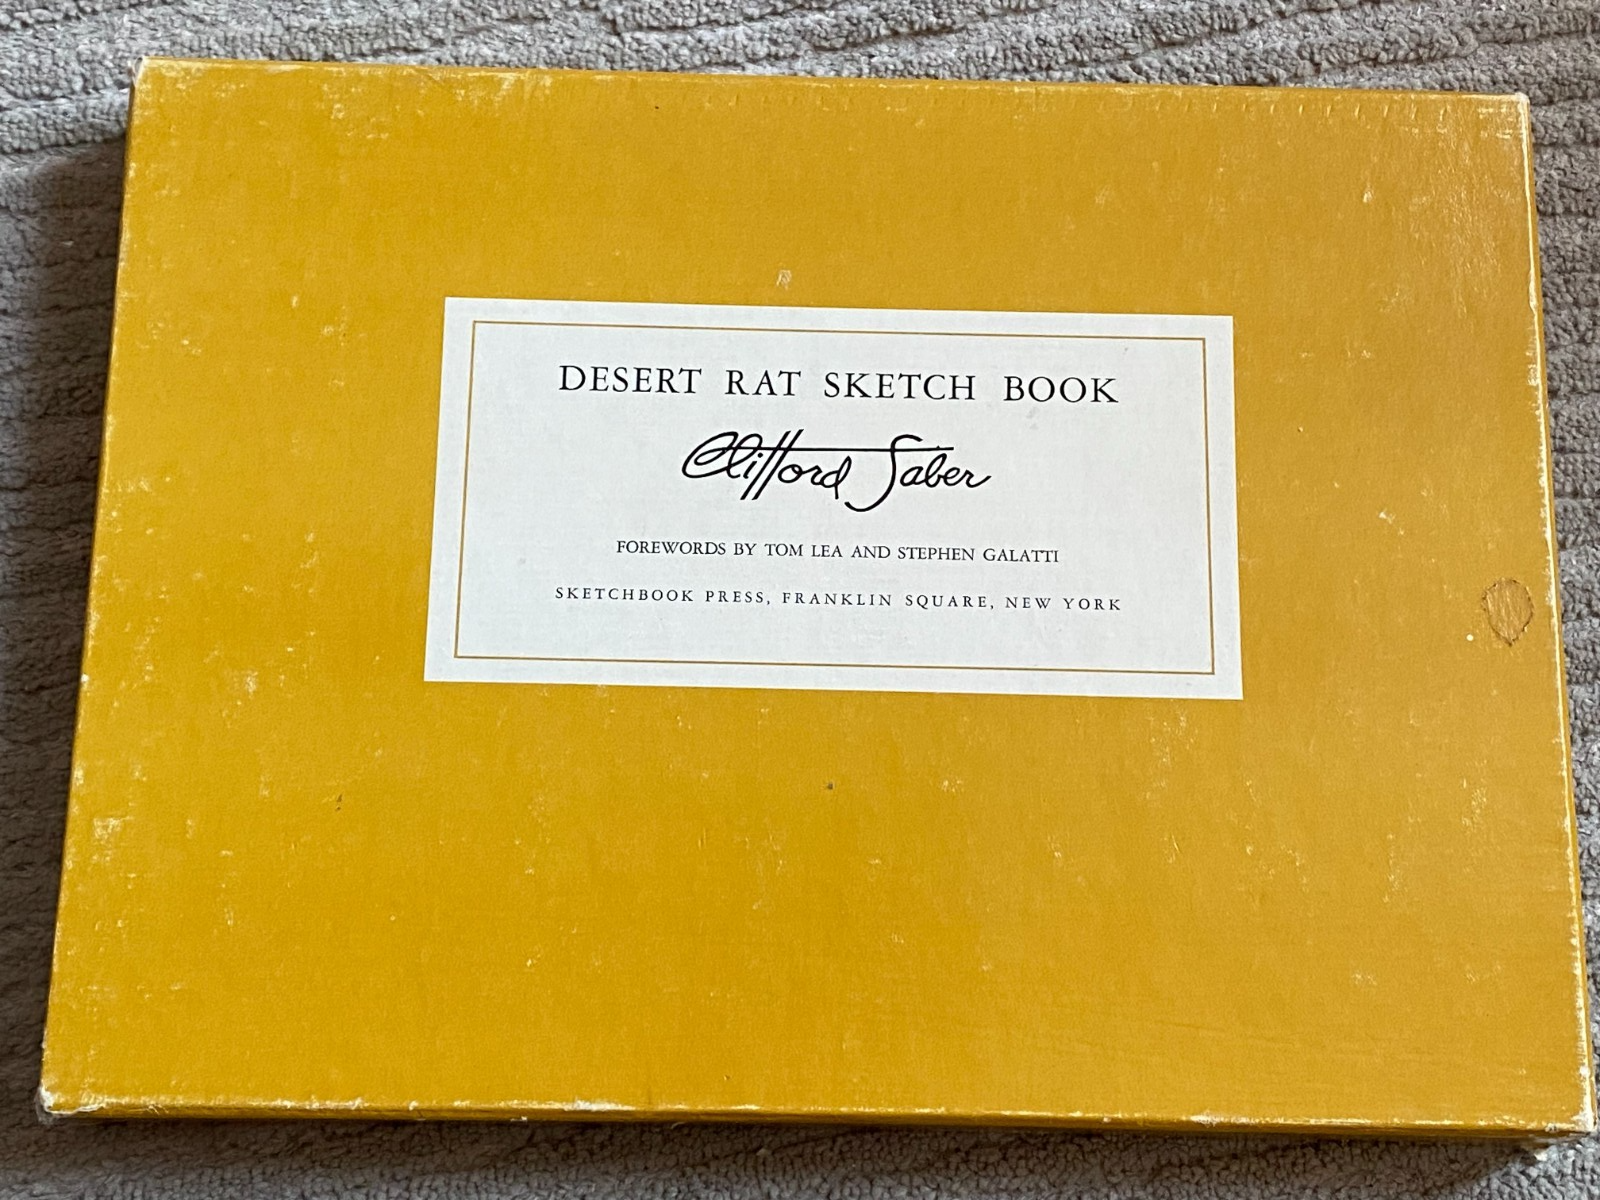 DESERT RAT SKETCH BOOK
Clifford Saber
FOREWORDS BY TOM LEA AND STEPHEN GALATTI
SKETCHBOOK PRESS, FRANKLIN SQUARE, NEW YORK